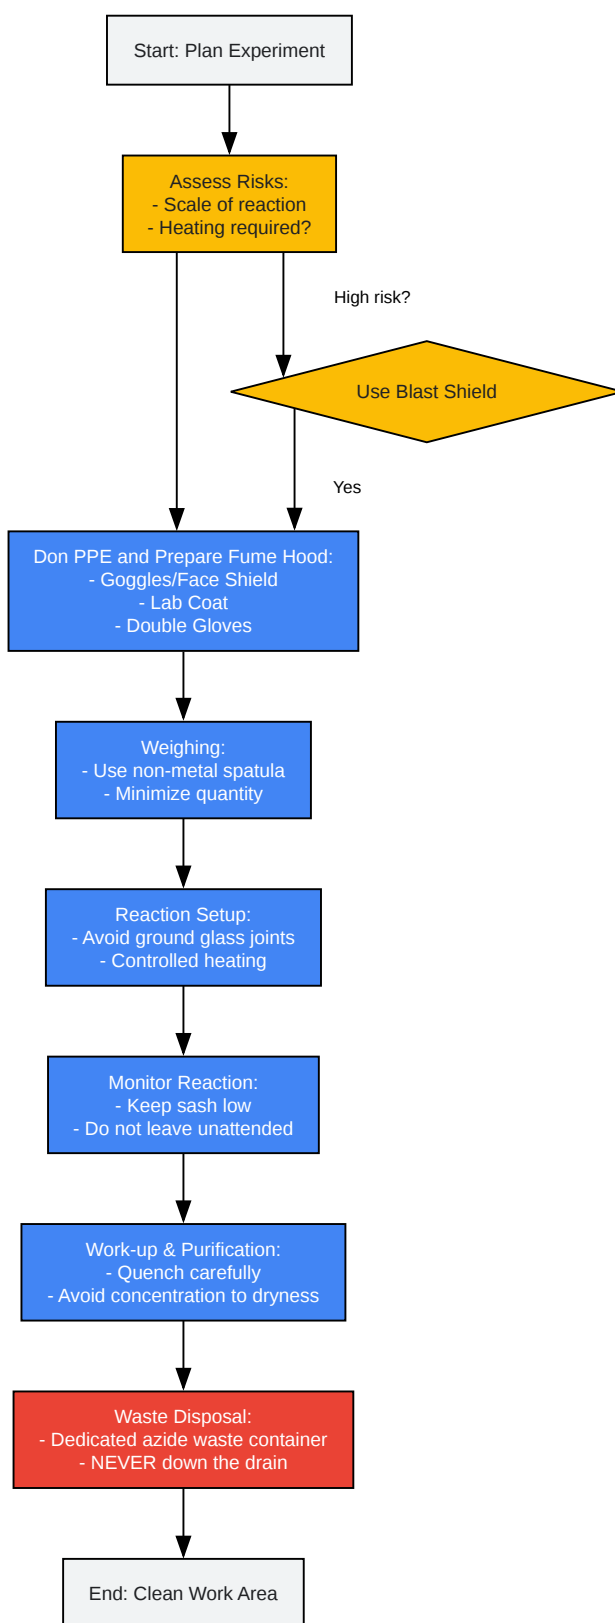 Start: Plan Experiment
Assess Risks:
- Scale of reaction
- Heating required?
High risk?
Use Blast Shield
Yes
Don PPE and Prepare Fume Hood:
- Goggles/Face Shield
- Lab Coat
- Double Gloves
Weighing:
- Use non-metal spatula
- Minimize quantity
Reaction Setup:
- Avoid ground glass joints
- Controlled heating
Monitor Reaction:
- Keep sash low
- Do not leave unattended
Work-up & Purification:
- Quench carefully
- Avoid concentration to dryness
Waste Disposal:
- Dedicated azide waste container
- NEVER down the drain
End: Clean Work Area